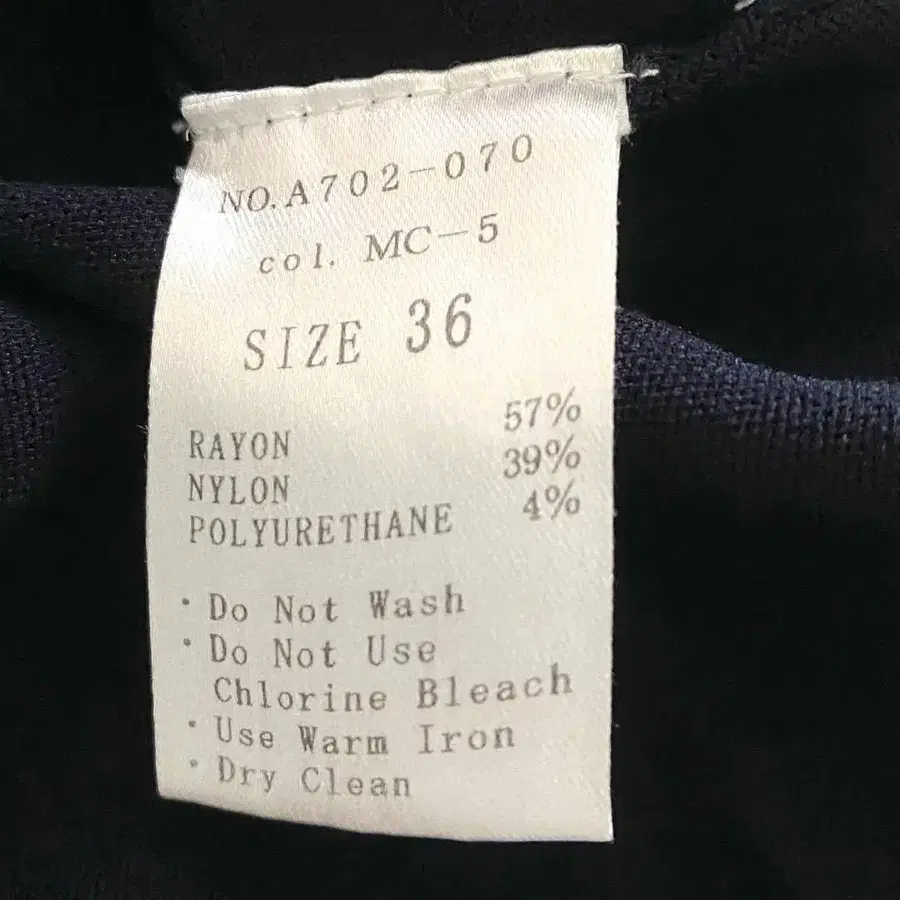 NO.A702-070
col. MC-5
SIZE 36
RAYON 57%
NYLON 39%
POLYURETHANE 4%
・Do Not Wash
・Do Not Use
Chlorine Bleach
・Use Warm Iron
・Dry Clean